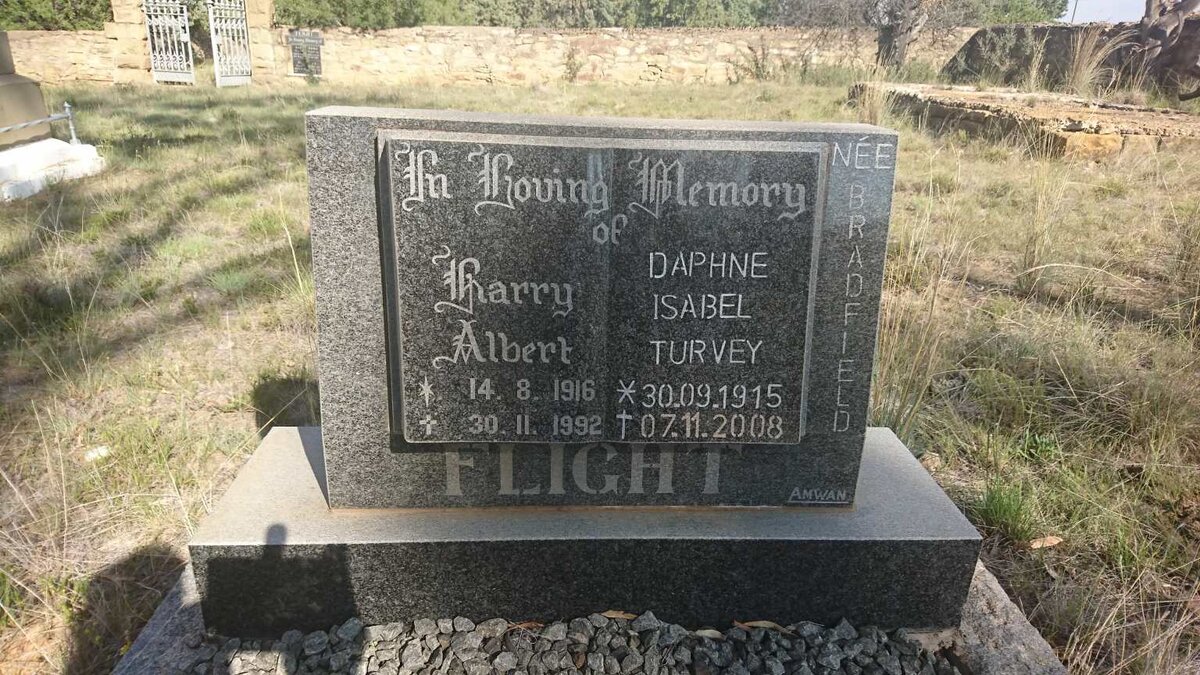 In Loving Memory
of
Harry
Albert
* 14. 8. 1916
† 30. 11. 1992
DAPHNE
ISABEL
TURVEY
* 30.09.1915
† 07.11.2008
FLIGHT
NÉE BRADFIELD
AMWAN
FLIGHT